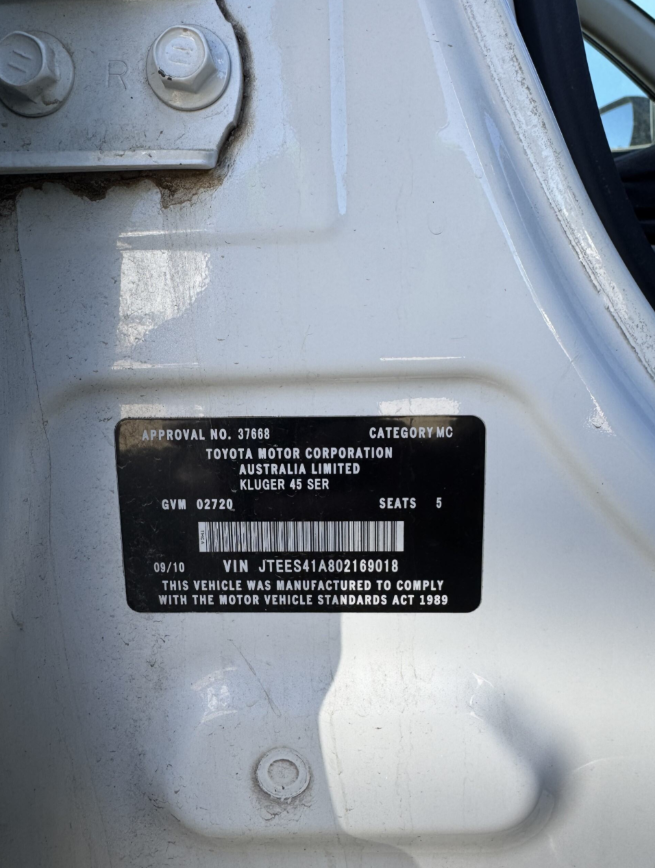 R
APPROVAL NO. 37668 CATEGORY MC
TOYOTA MOTOR CORPORATION
AUSTRALIA LIMITED
KLUGER 45 SER
GVM 02720 SEATS 5
09/10 VIN JTEES41A802169018
THIS VEHICLE WAS MANUFACTURED TO COMPLY
WITH THE MOTOR VEHICLE STANDARDS ACT 1989